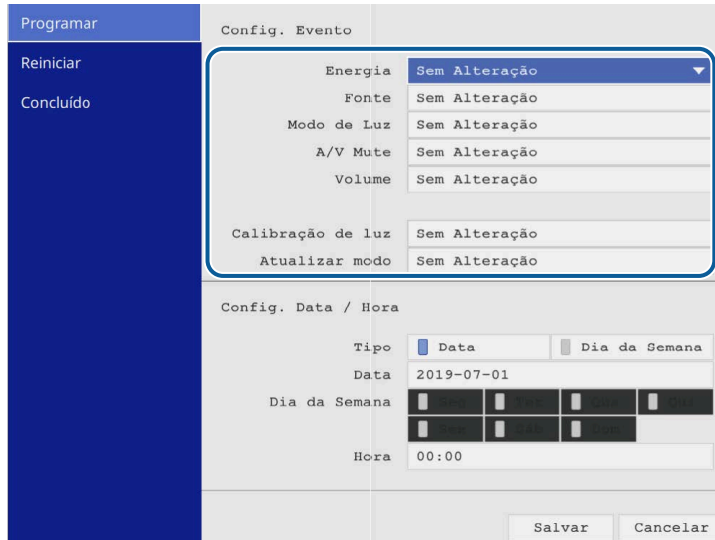 Programar
Reiniciar
Concluído
Config. Evento
Energia Sem Alteração
Fonte Sem Alteração
Modo de Luz Sem Alteração
A/V Mute Sem Alteração
Volume Sem Alteração
Calibração de luz Sem Alteração
Atualizar modo Sem Alteração
Config. Data / Hora
Tipo Data Dia da Semana
Data 2019-07-01
Dia da Semana
Hora 00:00
Salvar Cancelar